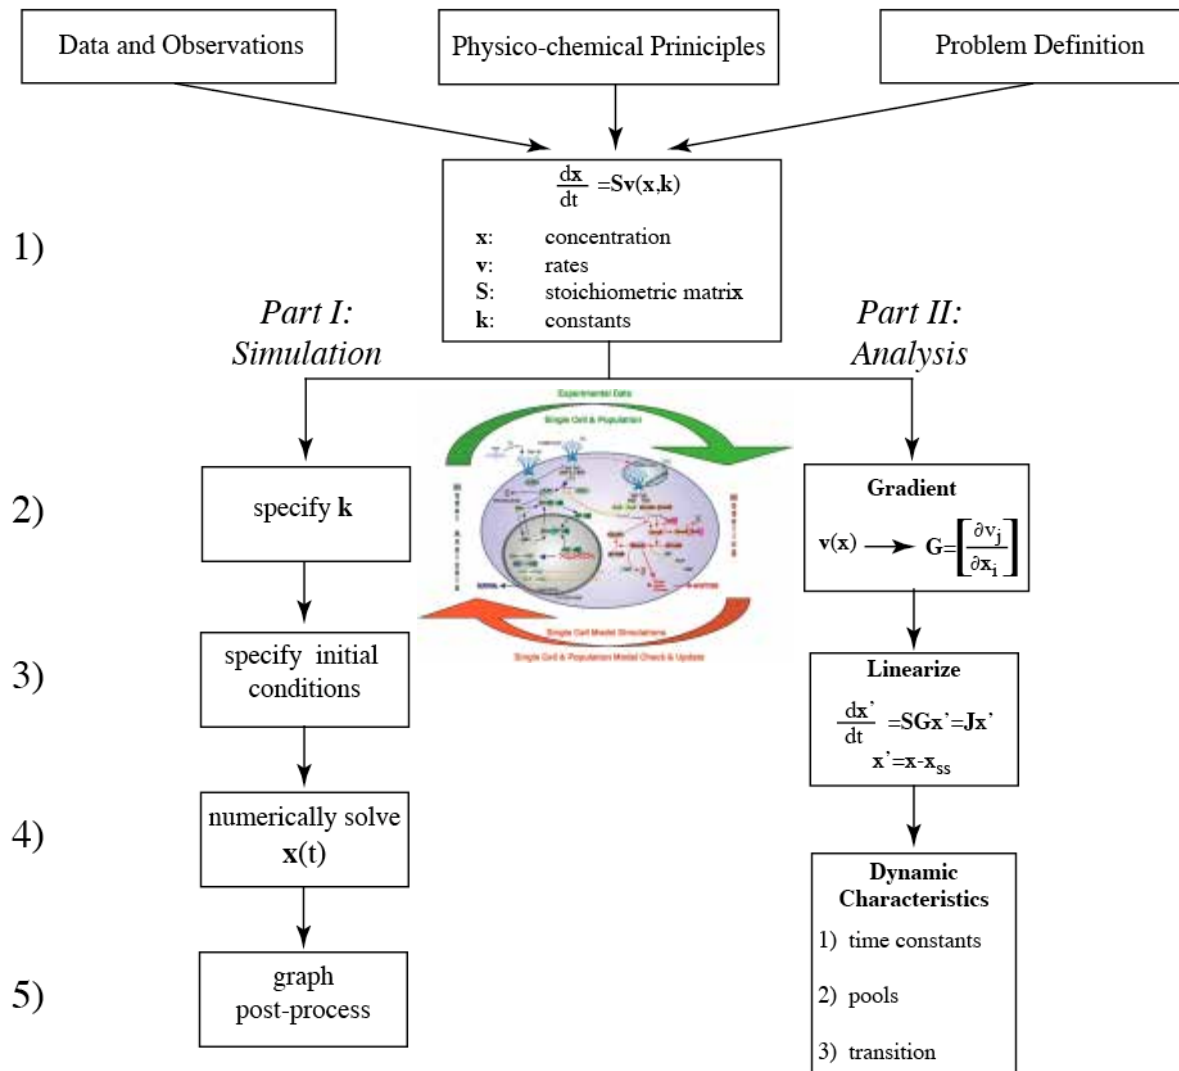 Data and Observations
Physico-chemical Priniciples
Problem Definition
dx
dt
=Sv(x,k)
x: concentration
v: rates
S: stoichiometric matrix
k: constants
1)
Part I:
Simulation
Part II:
Analysis
Experimental Data
Single Cell & Population
Single Cell Model Simulations
Single Cell & Population Model Check & Update
2)
specify k
Gradient
v(x) G=[∂vj/∂xi]
3)
specify initial
conditions
Linearize
dx’
dt
=SGx’=Jx’
x’=x-xss
4)
numerically solve
x(t)
Dynamic
Characteristics
1) time constants
2) pools
3) transition
5)
graph
post-process